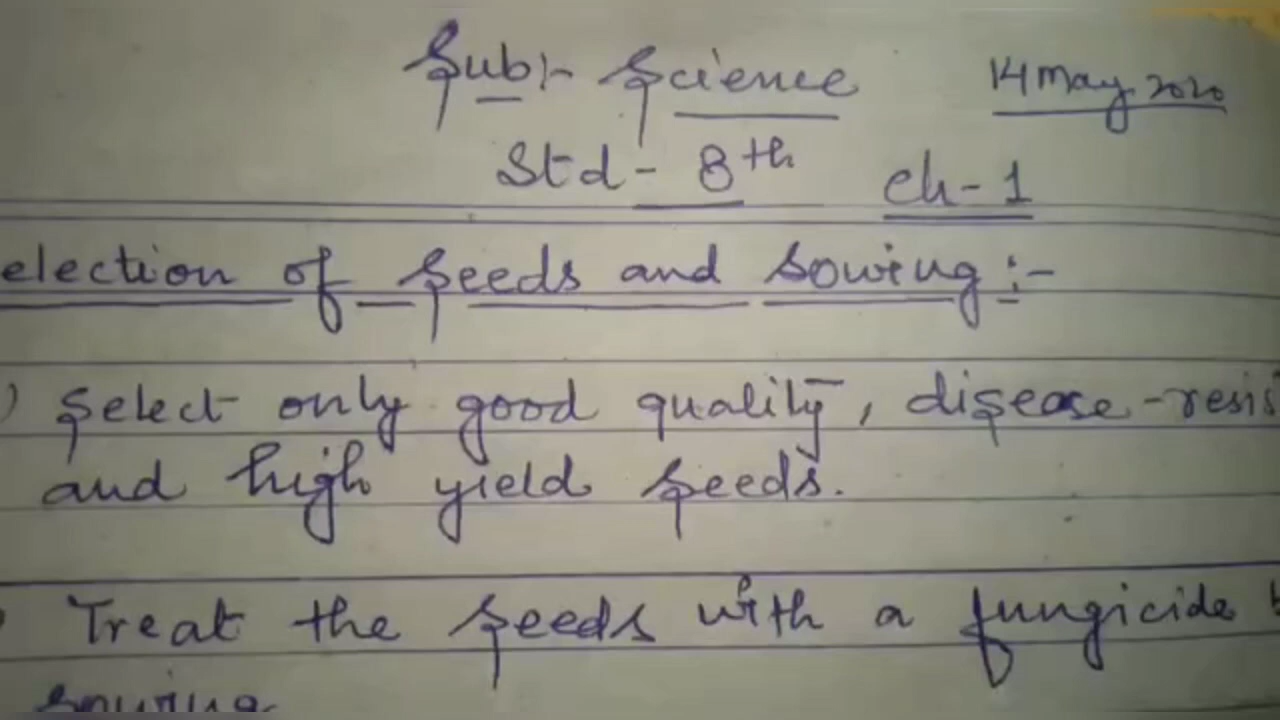 Sub:- Science 14 May 2020
Std - 8th Ch-1
election of Seeds and Sowing :-
) Select only good quality, disease-resis
and high yield seeds.
Treat the seeds with a fungicide b
sowing